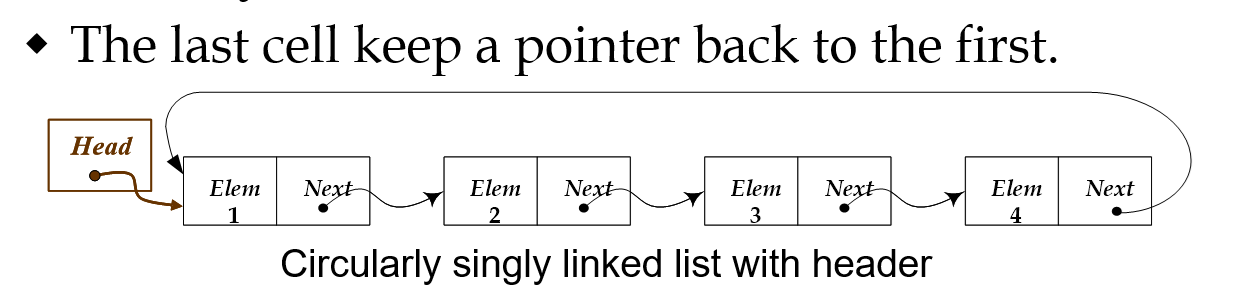 The last cell keep a pointer back to the first.
Head
Elem Next Elem Next Elem Next Elem Next
1 2 3 4
Circularly singly linked list with header